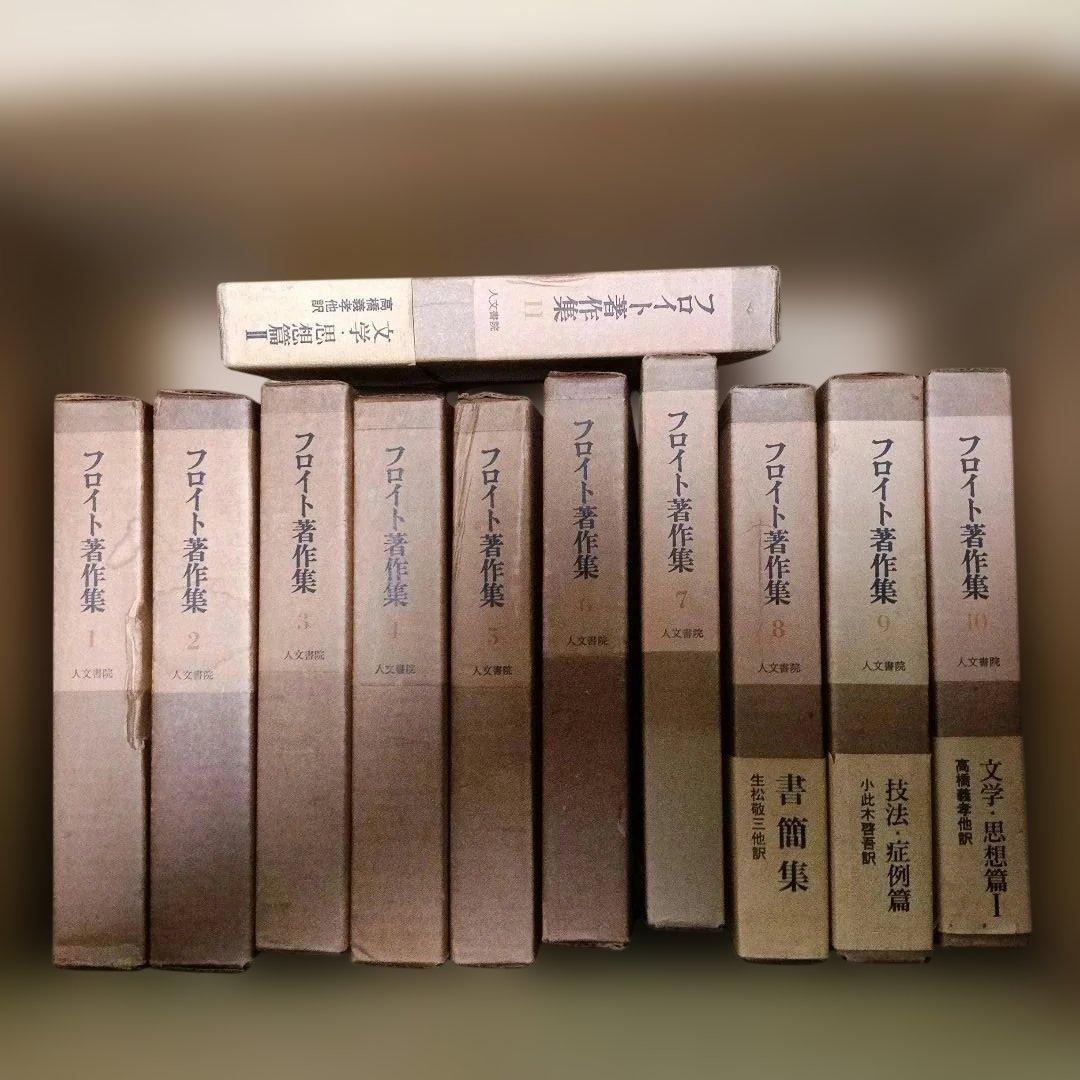 フロイト著作集
11
人文書院
文学・思想篇Ⅱ
高橋義孝他訳
フロイト著作集
1
人文書院
フロイト著作集
2
人文書院
フロイト著作集
3
人文書院
フロイト著作集
4
人文書院
フロイト著作集
5
人文書院
フロイト著作集
6
人文書院
フロイト著作集
7
人文書院
フロイト著作集
8
人文書院
書簡集
生松敬三他訳
フロイト著作集
9
人文書院
技法・症例篇
小此木啓吾訳
フロイト著作集
10
人文書院
文学・思想篇Ⅰ
高橋義孝他訳